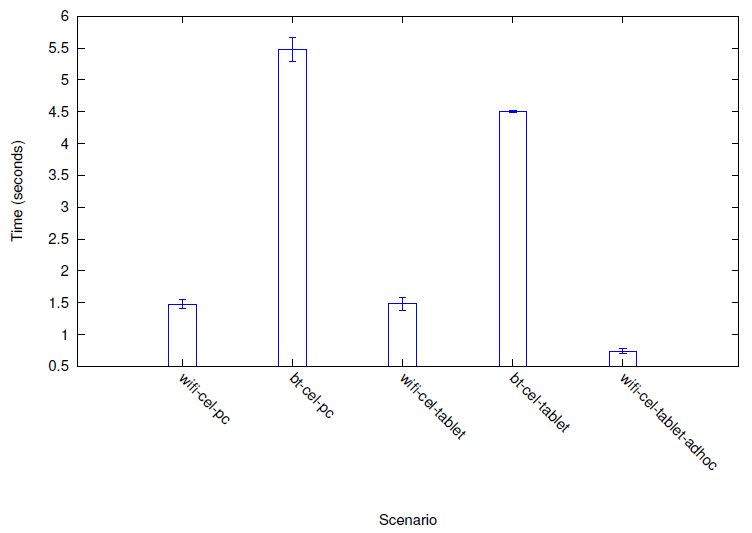 6
5.5
5
4.5
4
3.5
3
2.5
2
1.5
1
0.5
Time (seconds)
wifi-cel-pc
bt-cel-pc
wifi-cel-tablet
bt-cel-tablet
wifi-cel-tablet-adhoc
Scenario